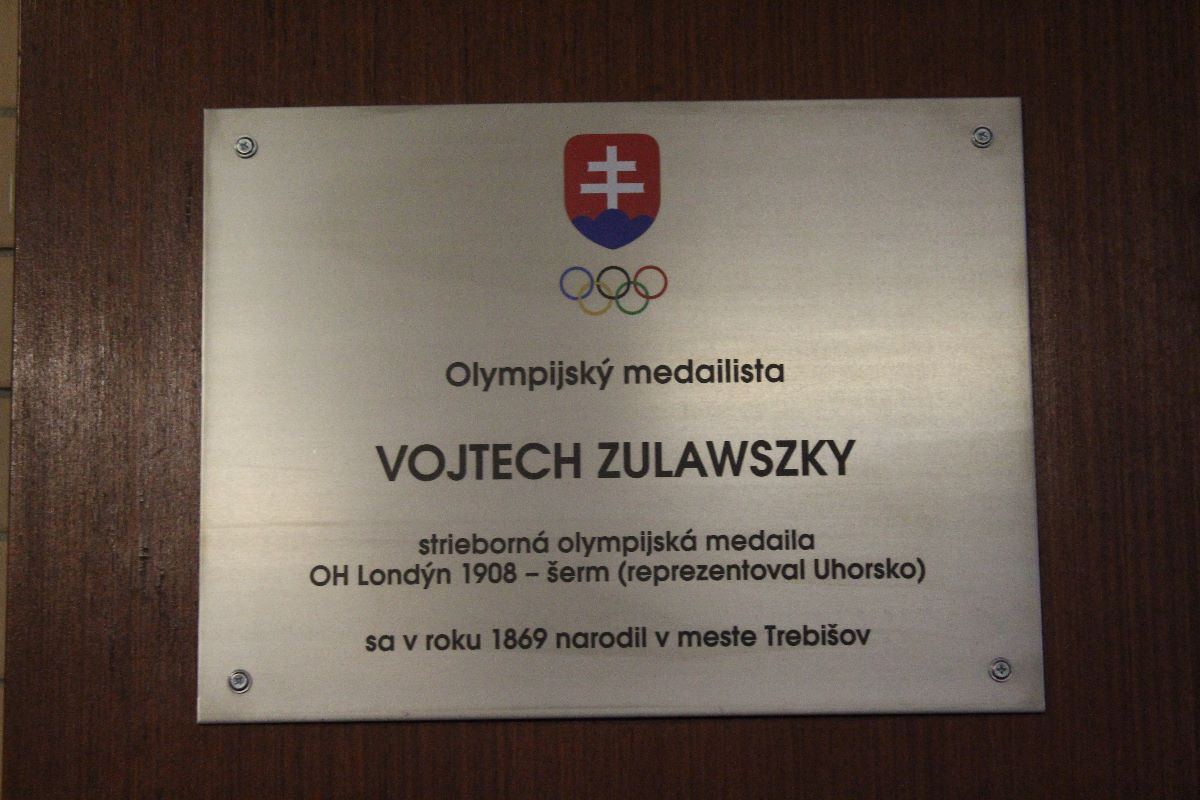 Olympijský medailista
VOJTECH ZULAWSZKY
strieborná olympijská medaila
OH Londýn 1908 – šerm (reprezentoval Uhorsko)
sa v roku 1869 narodil v meste Trebišov